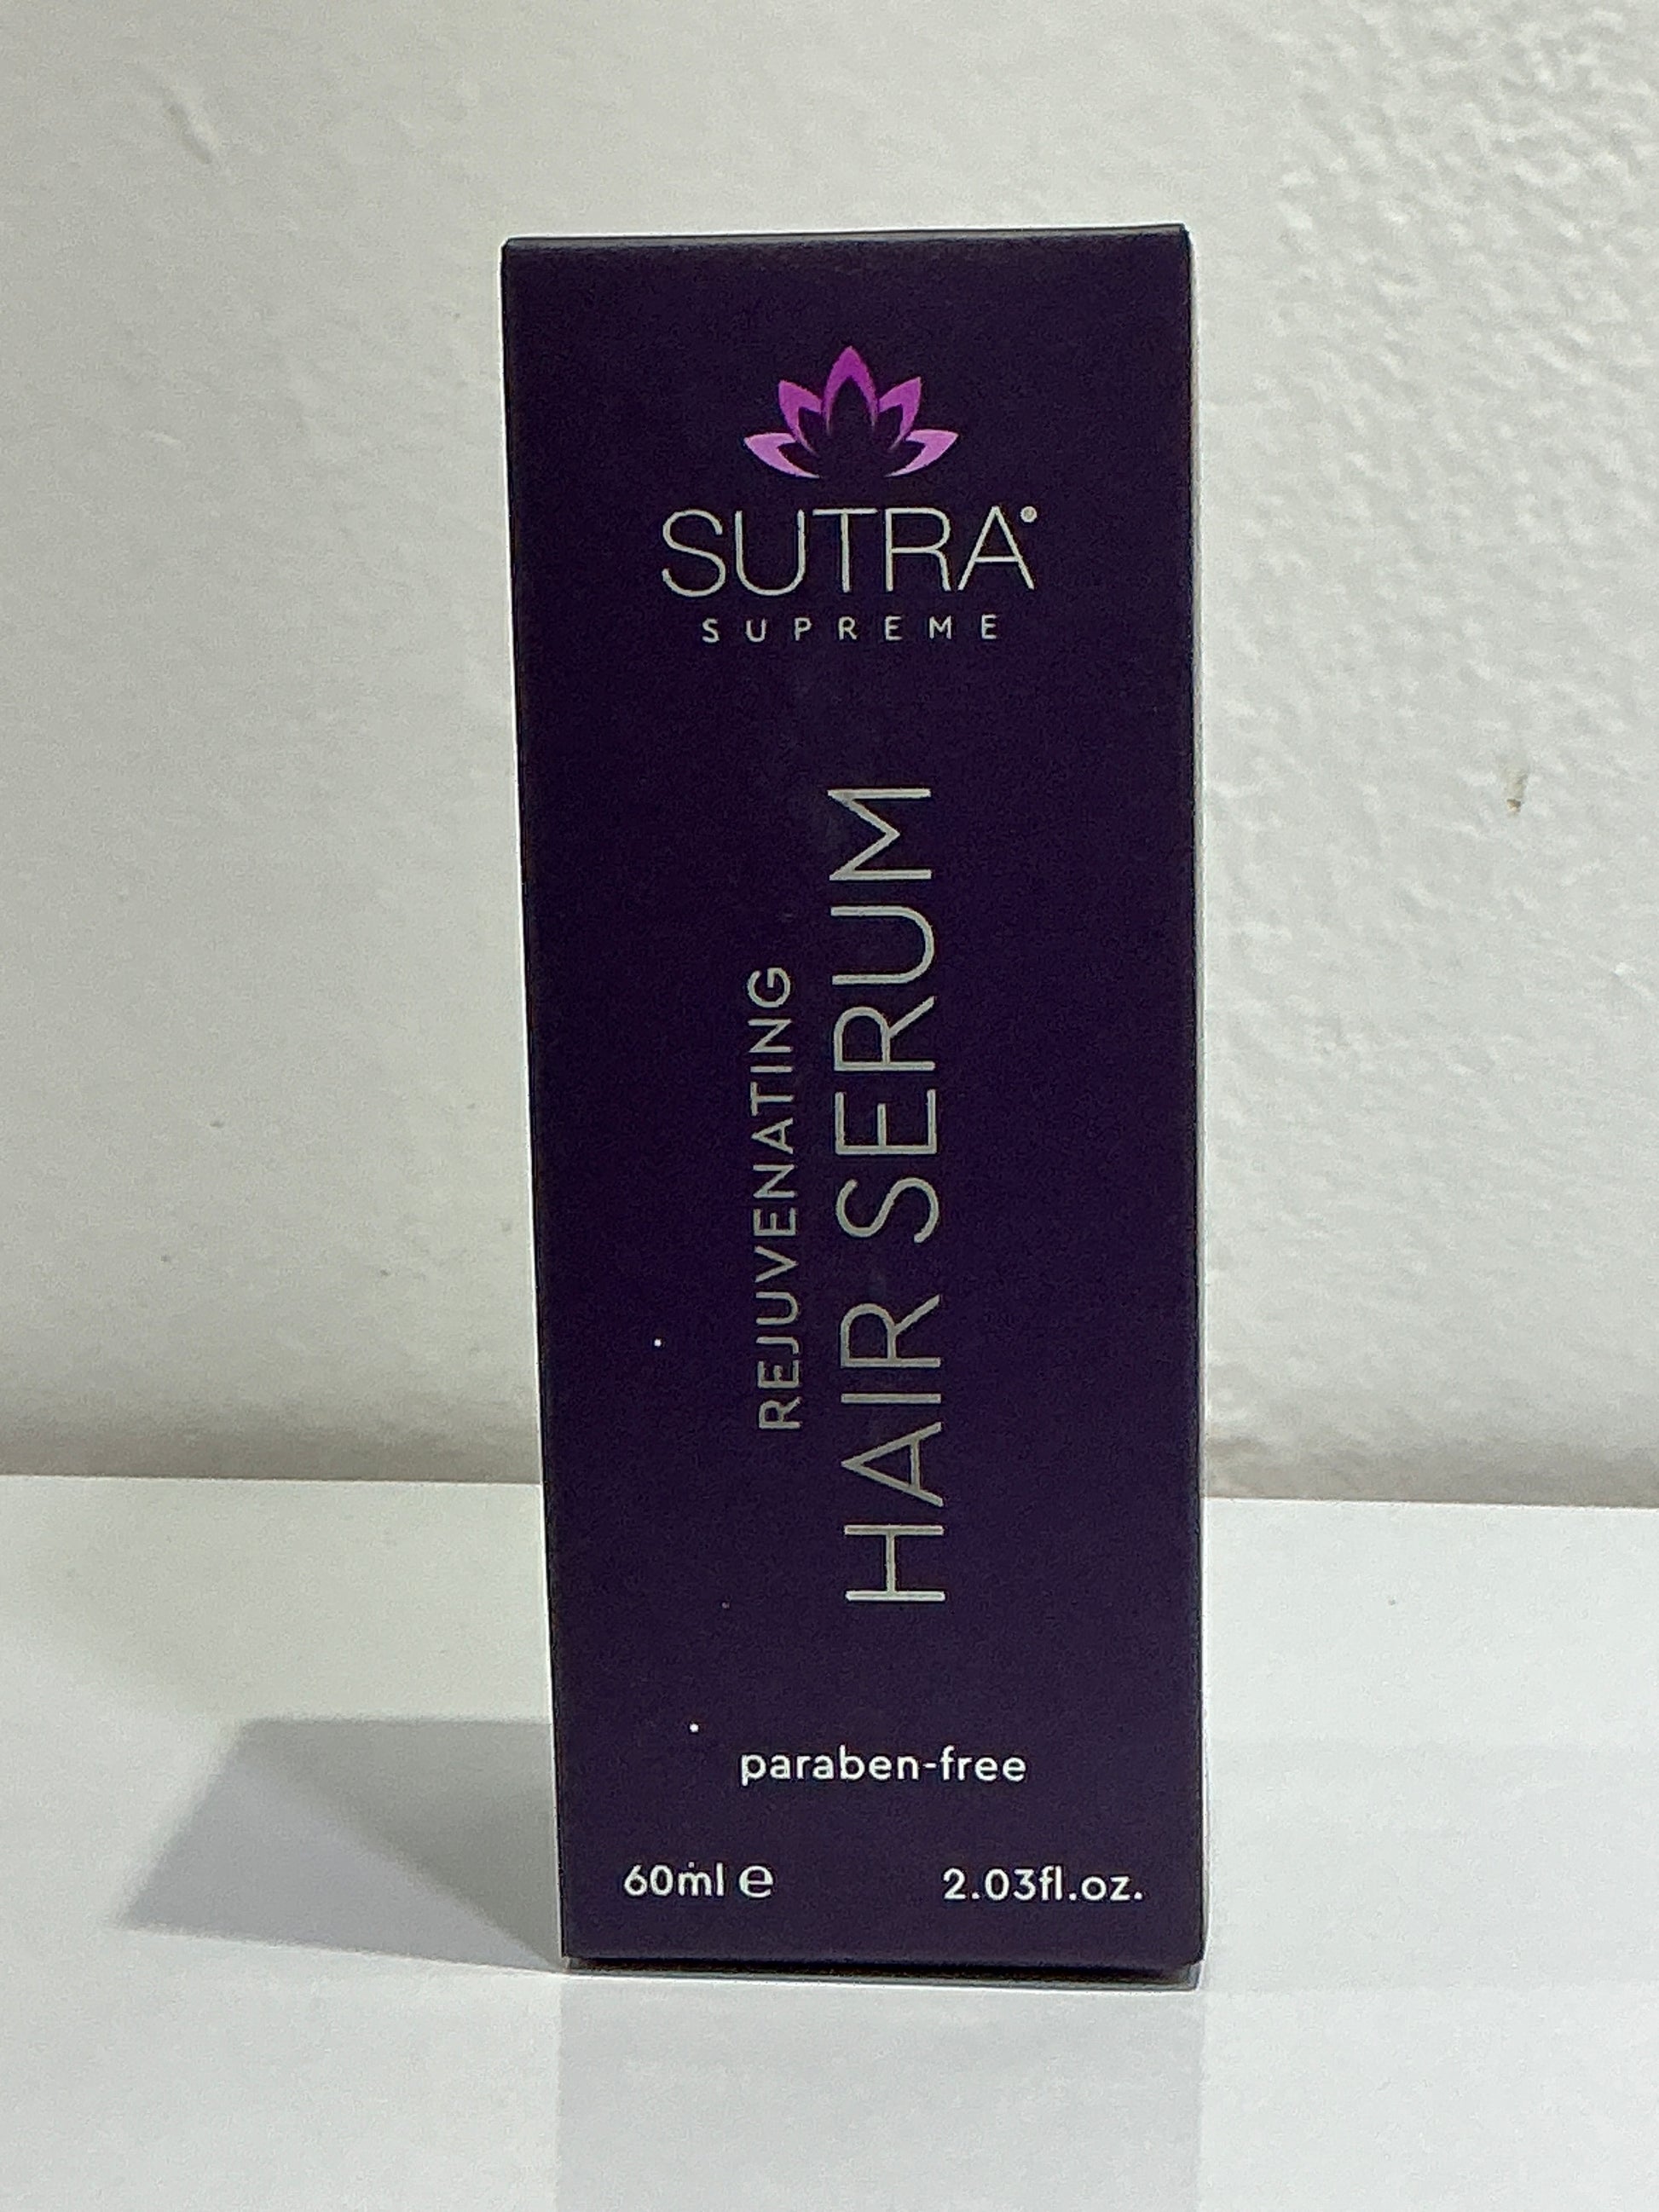 SUTRA®
SUPREME
REJUVENATING
HAIR SERUM
paraben-free
60ml ℮
2.03fl.oz.